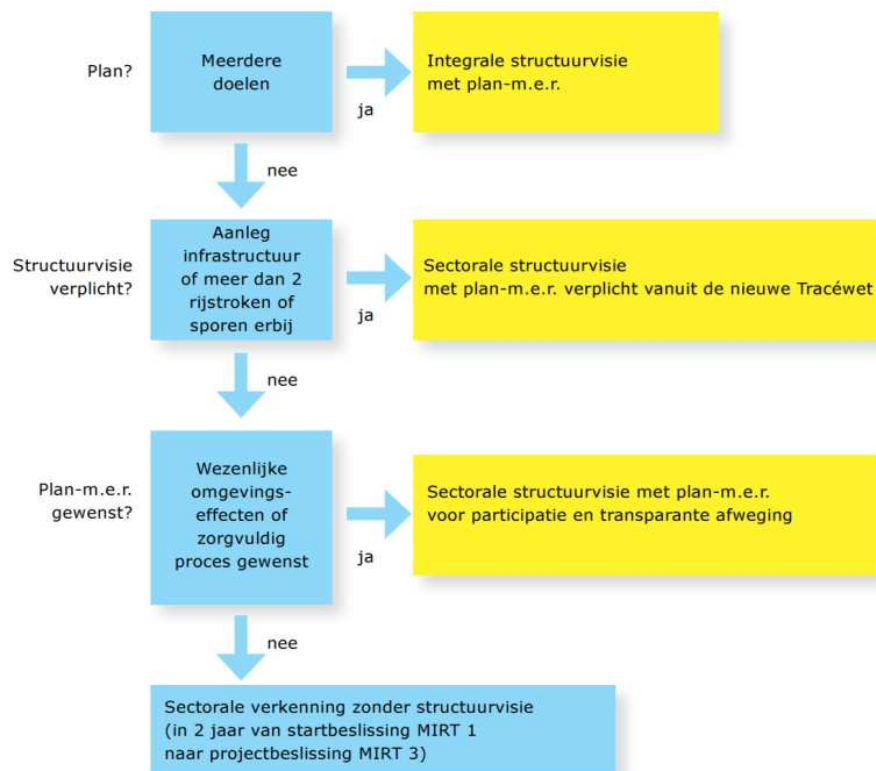 Plan?
Meerdere
doelen
ja
Integrale structuurvisie
met plan-m.e.r.
nee
Structuurvisie
verplicht?
Aanleg
infrastructuur
of meer dan 2
rijstroken of
sporen erbij
ja
Sectorale structuurvisie
met plan-m.e.r. verplicht vanuit de nieuwe Tracéwet
nee
Plan-m.e.r.
gewenst?
Wezenlijke
omgevings-
effecten of
zorgvuldig
proces gewenst
ja
Sectorale structuurvisie met plan-m.e.r.
voor participatie en transparante afweging
nee
Sectorale verkenning zonder structuurvisie
(in 2 jaar van startbeslissing MIRT 1
naar projectbeslissing MIRT 3)